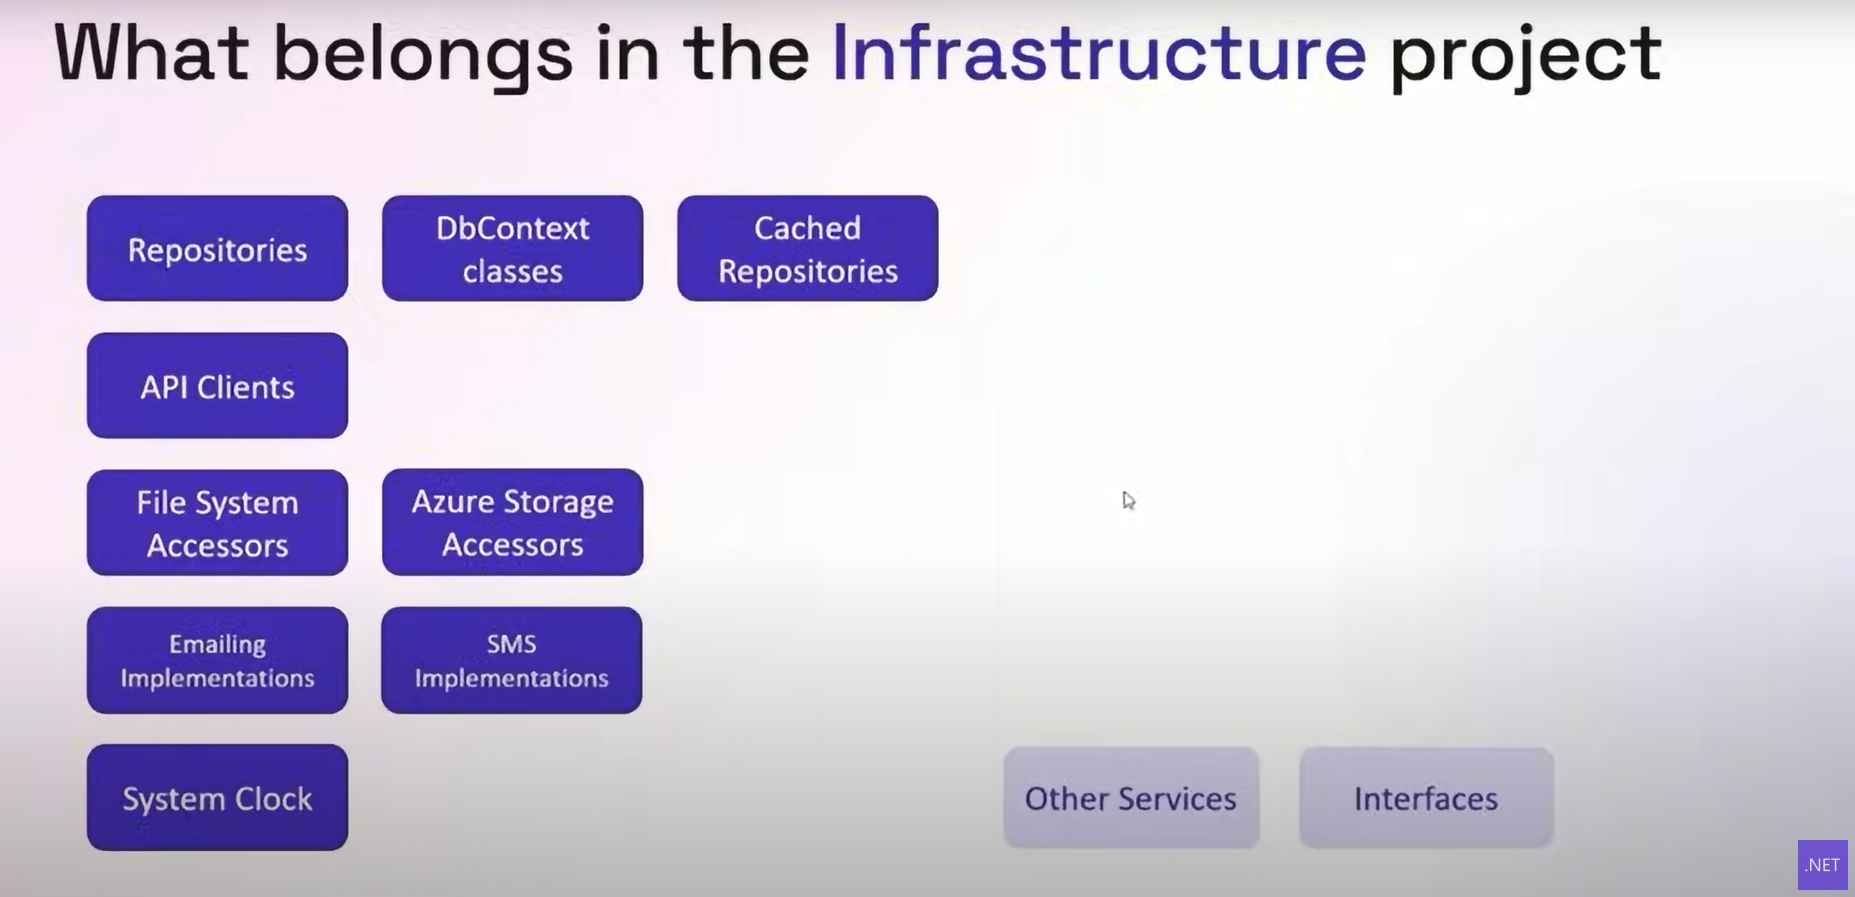 What belongs in the Infrastructure project
Repositories
DbContext
classes
Cached
Repositories
API Clients
File System
Accessors
Azure Storage
Accessors
Emailing
Implementations
SMS
Implementations
System Clock
Other Services
Interfaces
.NET